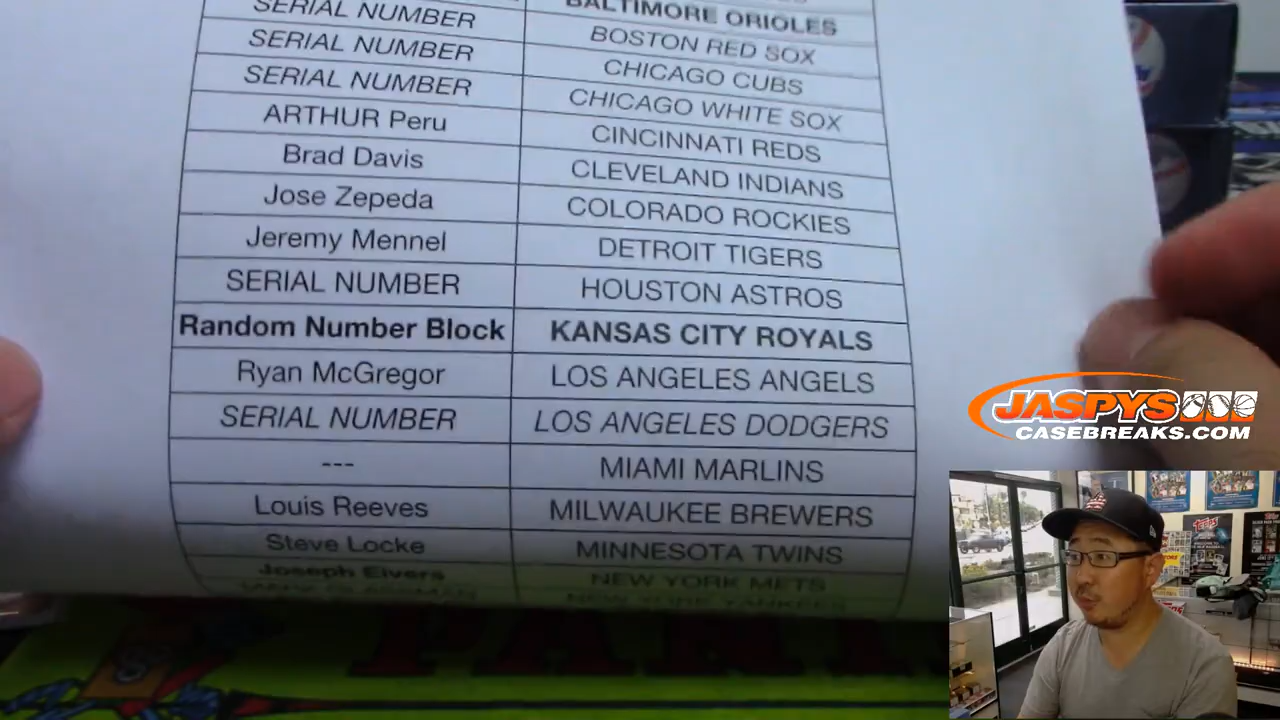 BALTIMORE ORIOLES
SERIAL NUMBER BOSTON RED SOX
SERIAL NUMBER CHICAGO CUBS
SERIAL NUMBER CHICAGO WHITE SOX
ARTHUR Peru CINCINNATI REDS
Brad Davis CLEVELAND INDIANS
Jose Zepeda COLORADO ROCKIES
Jeremy Mennel DETROIT TIGERS
SERIAL NUMBER HOUSTON ASTROS
Random Number Block KANSAS CITY ROYALS
Ryan McGregor LOS ANGELES ANGELS
SERIAL NUMBER LOS ANGELES DODGERS
--- MIAMI MARLINS
Louis Reeves MILWAUKEE BREWERS
Steve Locke MINNESOTA TWINS
Joseph Eivers NEW YORK METS
NEW YORK YANKEES
JASPYS
CASEBREAKS.COM